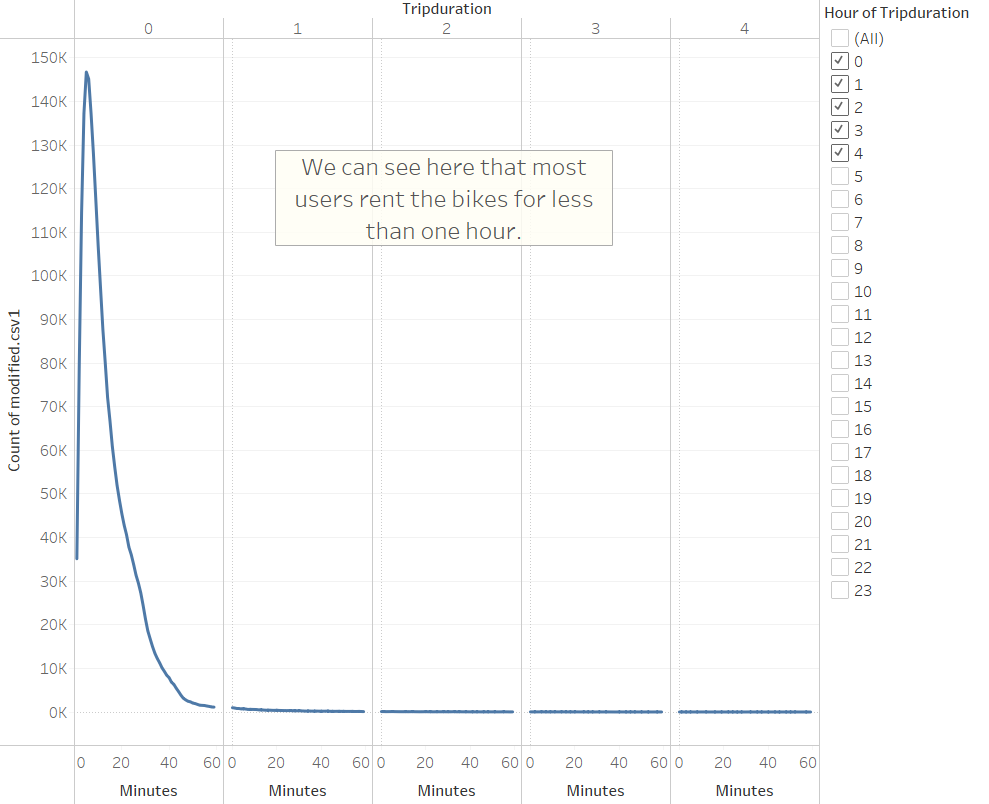 Tripduration
0 1 2 3 4
150K
140K
130K
120K
110K
100K
90K
80K
70K
60K
50K
40K
30K
20K
10K
0K
Count of modified.csv1
We can see here that most
users rent the bikes for less
than one hour.
0 20 40 60 0 20 40 60 0 20 40 60 0 20 40 60 0 20 40 60
Minutes Minutes Minutes Minutes Minutes
Hour of Tripduration
(All)
0
1
2
3
4
5
6
7
8
9
10
11
12
13
14
15
16
17
18
19
20
21
22
23